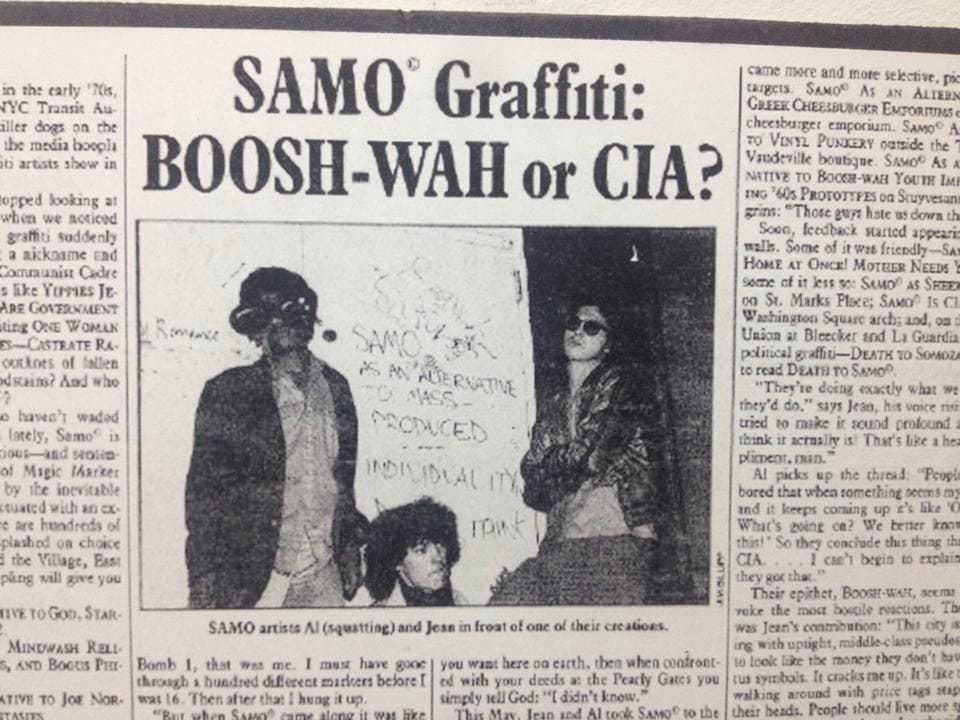 in the early '70s,
NYC Transit Au-
iller dogs on the
the media hoopla
iti artists show in
topped looking at
when we noticed
graffiti suddenly
a nickname and
Communist Cadre
s like YIPPIES JE-
ARE GOVERNMENT
iting ONE WOMAN
ES—CASTRATE RA-
outlines of fallen
odstains? And who
?
o haven't waded
lately, SAMO© is
tious—and senten-
of Magic Marker
by the inevitable
ctuated with an ex-
re are hundreds of
splashed on choice
d the Village, East
pling will give you
TIVE TO GOD, STAR-
MINDWASH RELI-
S, AND BOGUS PHI-
ATIVE TO JOE NOR-
SAMO© Graffiti:
BOOSH-WAH or CIA?
Romance
SAMO©
AS AN ALTERNATIVE
TO MASS-
PRODUCED
INDIVIDUALITY
SAMO artists Al (squatting) and Jean in front of one of their creations.
Bomb 1, that was me. I must have gone
through a hundred different markers before I
was 16. Then after that I hung it up.
"But when SAMO© came along it was like
you want here on earth, then when confront-
ed with your deeds at the Pearly Gates you
simply tell God: "I didn't know."
This May, Jean and Al took SAMO© to the
came more and more selective, pic
targets. SAMO© AS AN ALTERN
GREEK CHEESBURGER EMPORIUMS
cheesburger emporium. SAMO© A
TO VINYL PUNKERY outside the T
Vaudeville boutique. SAMO© AS A
NATIVE TO BOOSH-WAH YOUTH IMI
ING '60S PROTOTYPES on Stuyvesan
grins: "Those guys hate us down th
Soon, feedback started appeari
walls. Some of it was friendly—SA
HOME AT ONCE! MOTHER NEEDS Y
some of it less so: SAMO© AS SHEE
on St. Marks Place; SAMO© IS CI
Washington Square arch; and, on
Union at Bleecker and La Guardia
political graffiti—DEATH TO SOMOZA
to read DEATH TO SAMO©.
"They're doing exactly what we
they'd do," says Jean, his voice risi
tried to make it sound profound a
think it actually is! That's like a hea
pliment, man."
Al picks up the thread: "People
bored that when something seems my
and it keeps coming up it's like 'O
What's going on? We better know
this!' So they conclude this thing tha
CIA. . . . I can't begin to explain
they got that."
Their epithet, BOOSH-WAH, seems
voke the most hostile reactions. The
was Jean's contribution: "This city is
ing with uptight, middle-class pseudos
to look like the money they don't hav
tus symbols. It cracks me up. It's like t
walking around with price tags stap
their heads. People should live more sp